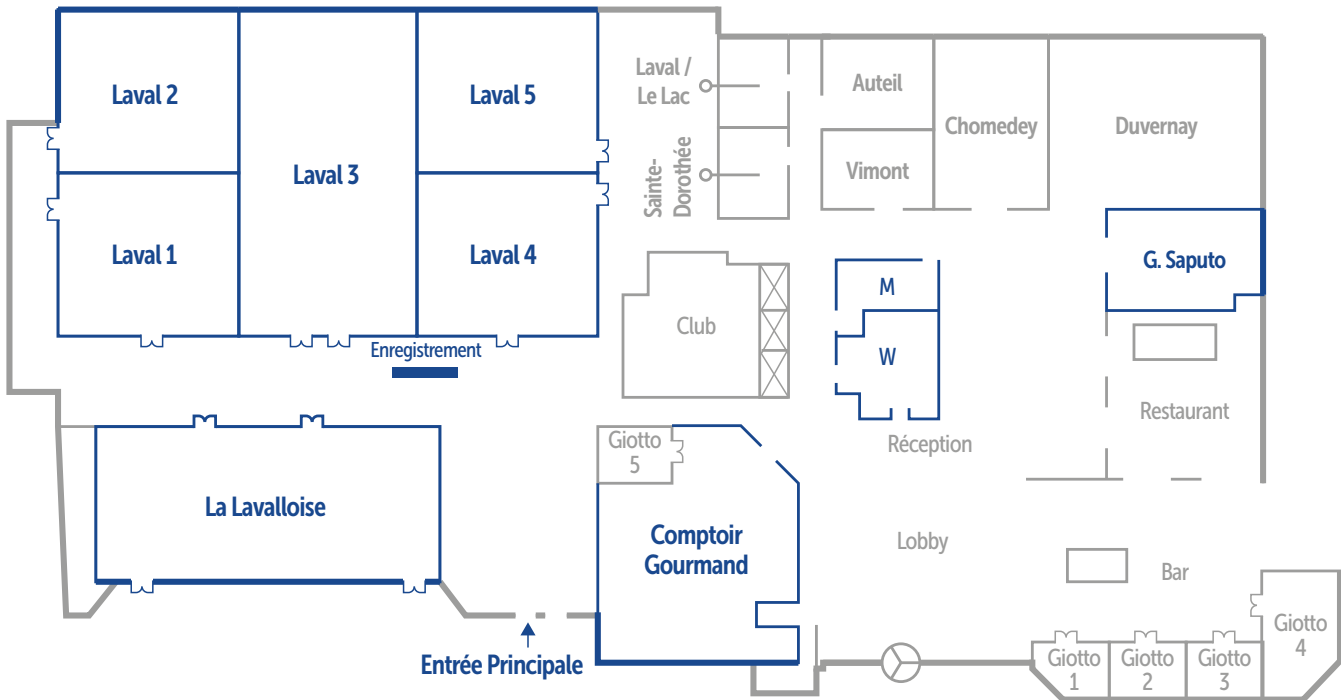 Laval 2
Laval 5
Laval 3
Laval 1
Laval 4
Enregistrement
La Lavalloise
Entrée Principale
Laval /
Le Lac
Sainte-
Dorothée
Auteil
Vimont
Chomedey
Duvernay
G. Saputo
Club
M
W
Réception
Restaurant
Giotto
5
Comptoir
Gourmand
Lobby
Bar
Giotto
1
Giotto
2
Giotto
3
Giotto
4